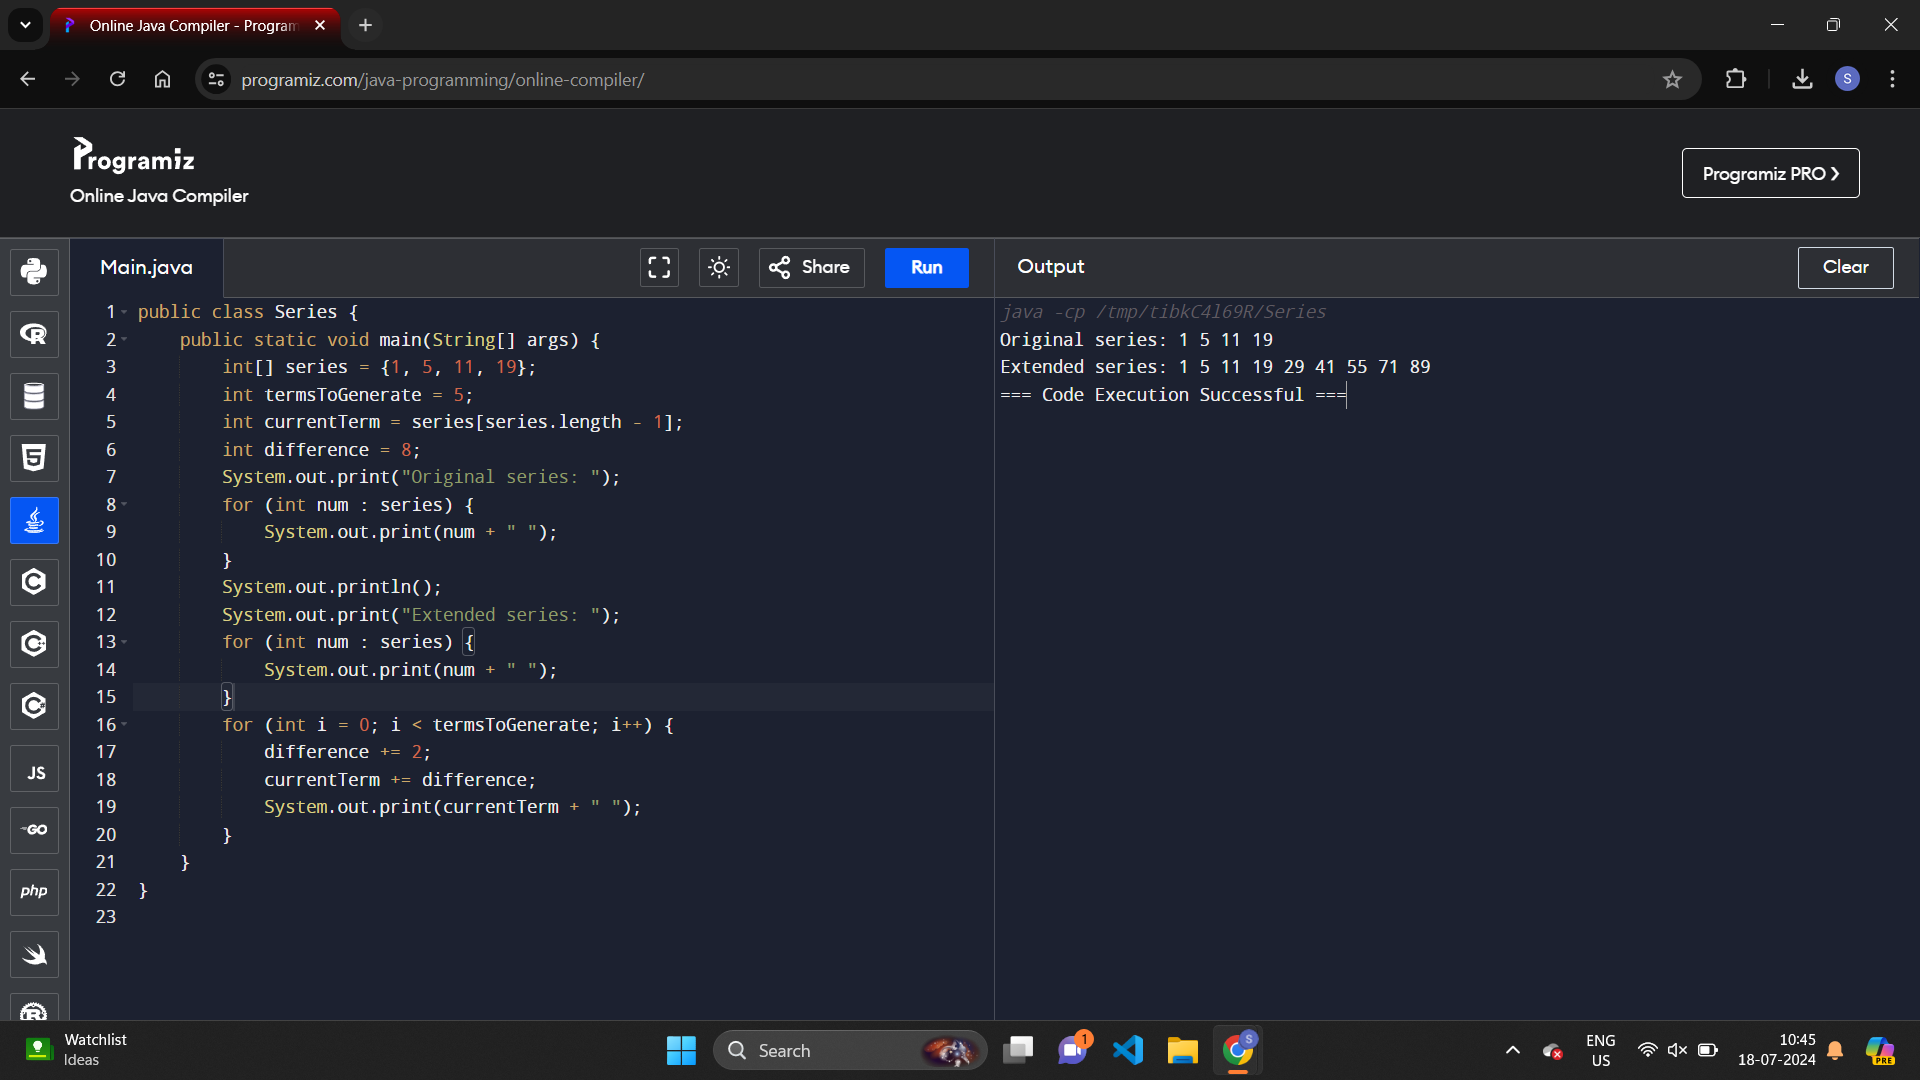 Online Java Compiler - Program
programiz.com/java-programming/online-compiler/
S
Programiz
Online Java Compiler
Programiz PRO
Main.java
Share
Run
Output
Clear
1 public class Series {
2     public static void main(String[] args) {
3         int[] series = {1, 5, 11, 19};
4         int termsToGenerate = 5;
5         int currentTerm = series[series.length - 1];
6         int difference = 8;
7         System.out.print("Original series: ");
8         for (int num : series) {
9             System.out.print(num + " ");
10         }
11         System.out.println();
12         System.out.print("Extended series: ");
13         for (int num : series) {
14             System.out.print(num + " ");
15         }
16         for (int i = 0; i < termsToGenerate; i++) {
17             difference += 2;
18             currentTerm += difference;
19             System.out.print(currentTerm + " ");
20         }
21     }
22 }
23
java -cp /tmp/tibkC4l69R/Series
Original series: 1 5 11 19
Extended series: 1 5 11 19 29 41 55 71 89
=== Code Execution Successful ===
R
5
C
C
C
JS
GO
php
R
Watchlist
Ideas
Search
1
S
ENG
US
10:45
18-07-2024
PRE